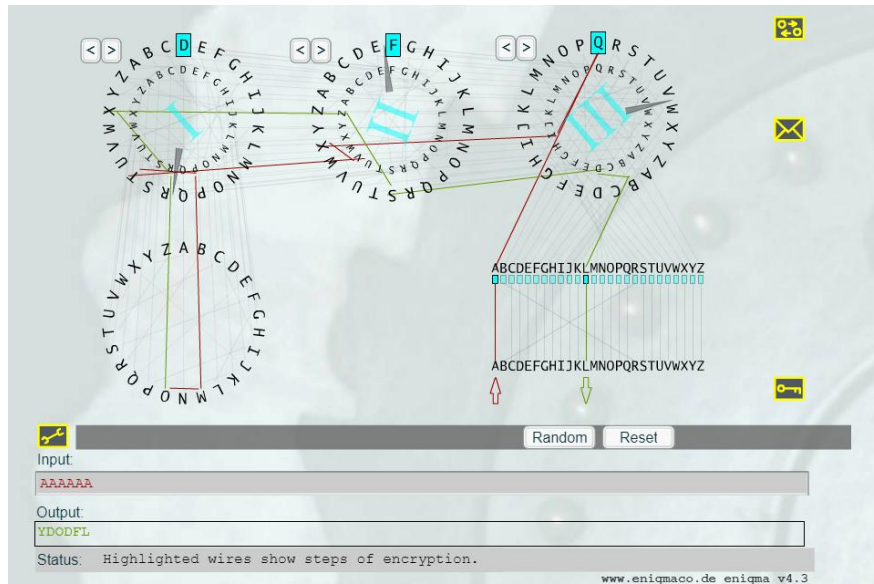 < >
< >
< >
A B C D E F G H I J K L M N O P Q R S T U V W X Y Z
A B C D E F G H I J K L M N O P Q R S T U V W X Y Z
A B C D E F G H I J K L M N O P Q R S T U V W X Y Z
I
II
III
A B C D E F G H I J K L M N O P Q R S T U V W X Y Z
ABCDEFGHIJKLMNOPQRSTUVWXYZ
ABCDEFGHIJKLMNOPQRSTUVWXYZ
Random Reset
Input:
AAAAAA
Output:
YDODFL
Status: Highlighted wires show steps of encryption.
www.enigmaco.de enigma v4.3